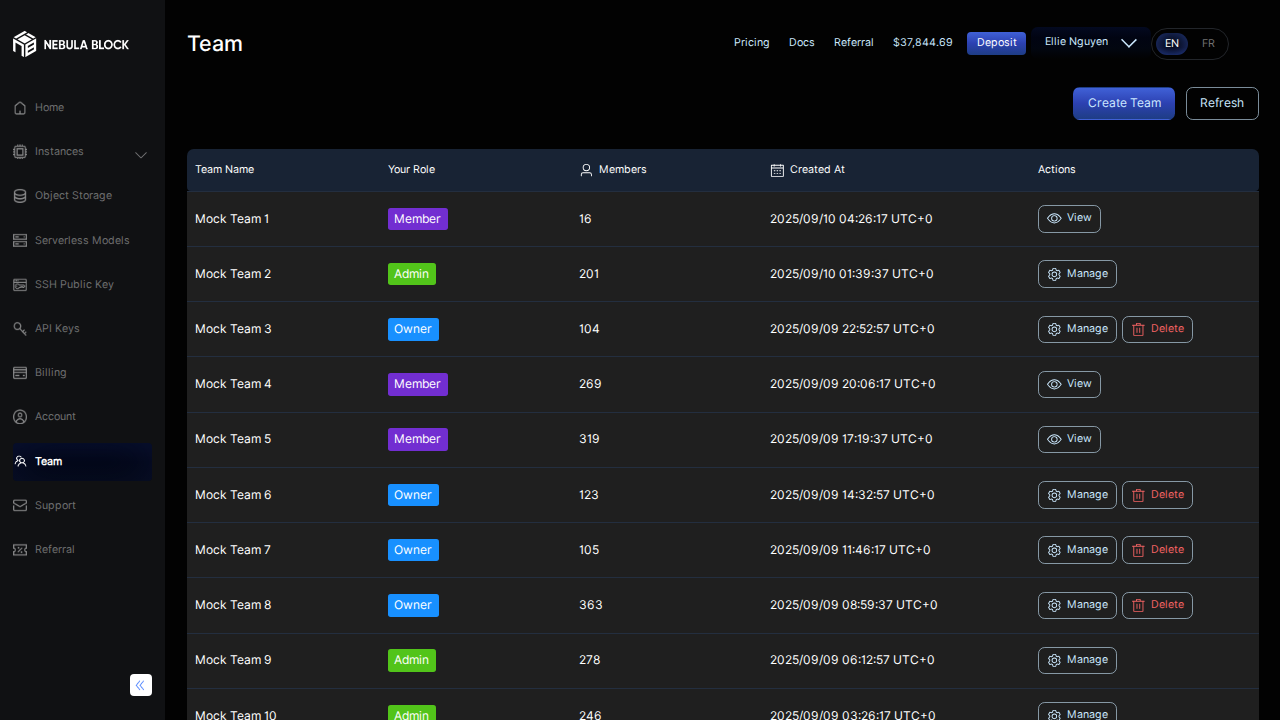 NEBULA BLOCK
Home
Instances
Object Storage
Serverless Models
SSH Public Key
API Keys
Billing
Account
Team
Support
Referral
Team
Pricing Docs Referral $37,844.69 Deposit Ellie Nguyen EN FR
Create Team Refresh
Team Name Your Role Members Created At Actions
Mock Team 1 Member 16 2025/09/10 04:26:17 UTC+0 View
Mock Team 2 Admin 201 2025/09/10 01:39:37 UTC+0 Manage
Mock Team 3 Owner 104 2025/09/09 22:52:57 UTC+0 Manage Delete
Mock Team 4 Member 269 2025/09/09 20:06:17 UTC+0 View
Mock Team 5 Member 319 2025/09/09 17:19:37 UTC+0 View
Mock Team 6 Owner 123 2025/09/09 14:32:57 UTC+0 Manage Delete
Mock Team 7 Owner 105 2025/09/09 11:46:17 UTC+0 Manage Delete
Mock Team 8 Owner 363 2025/09/09 08:59:37 UTC+0 Manage Delete
Mock Team 9 Admin 278 2025/09/09 06:12:57 UTC+0 Manage
Mock Team 10 Admin 246 2025/09/09 03:26:17 UTC+0 Manage